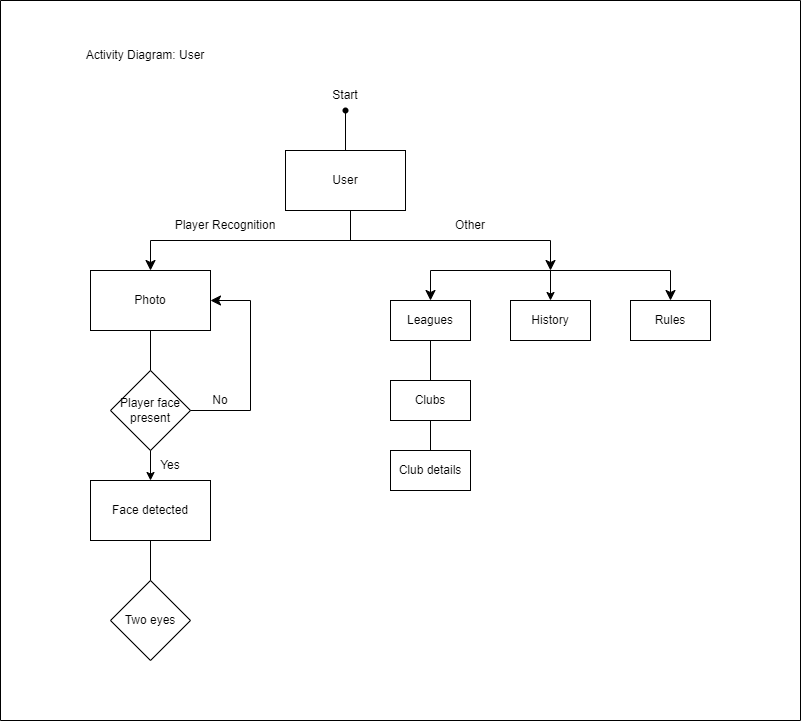 Activity Diagram: User
Start
User
Player Recognition
Other
Photo
Leagues
History
Rules
Player face
present
No
Clubs
Yes
Club details
Face detected
Two eyes